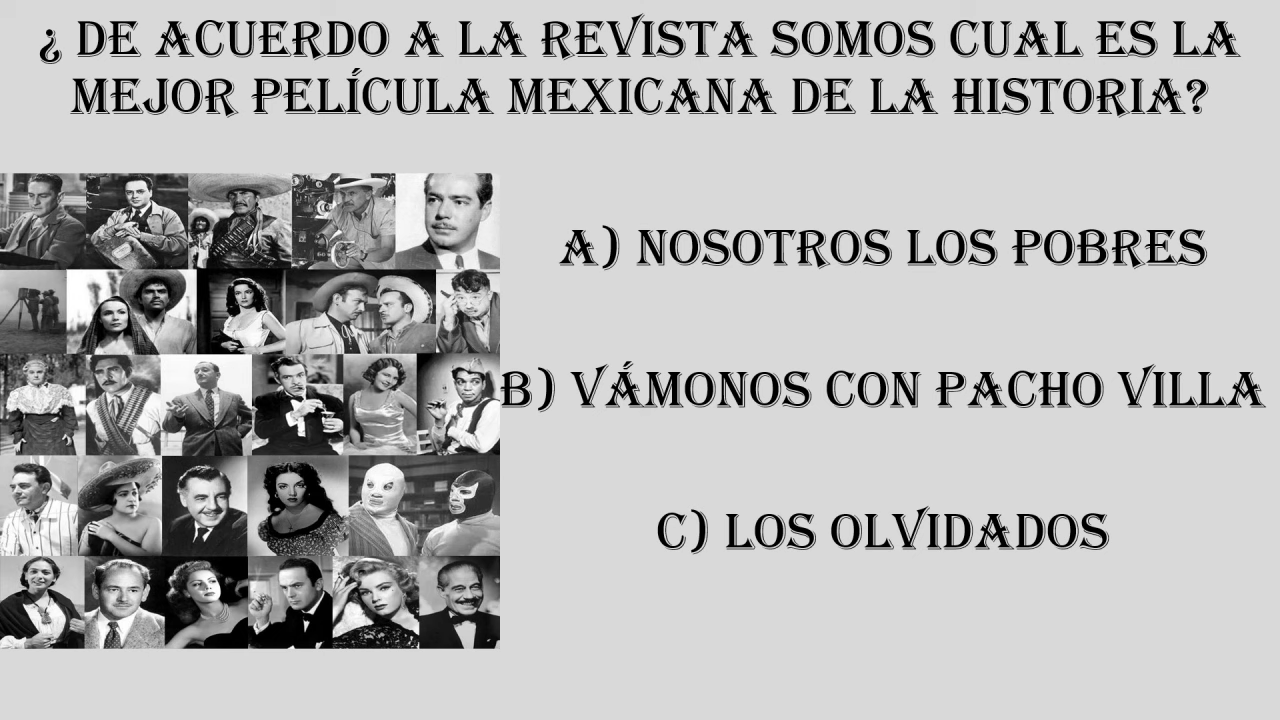 ¿ DE ACUERDO A LA REVISTA SOMOS CUAL ES LA
MEJOR PELÍCULA MEXICANA DE LA HISTORIA?
A) NOSOTROS LOS POBRES
B) VÁMONOS CON PACHO VILLA
C) LOS OLVIDADOS